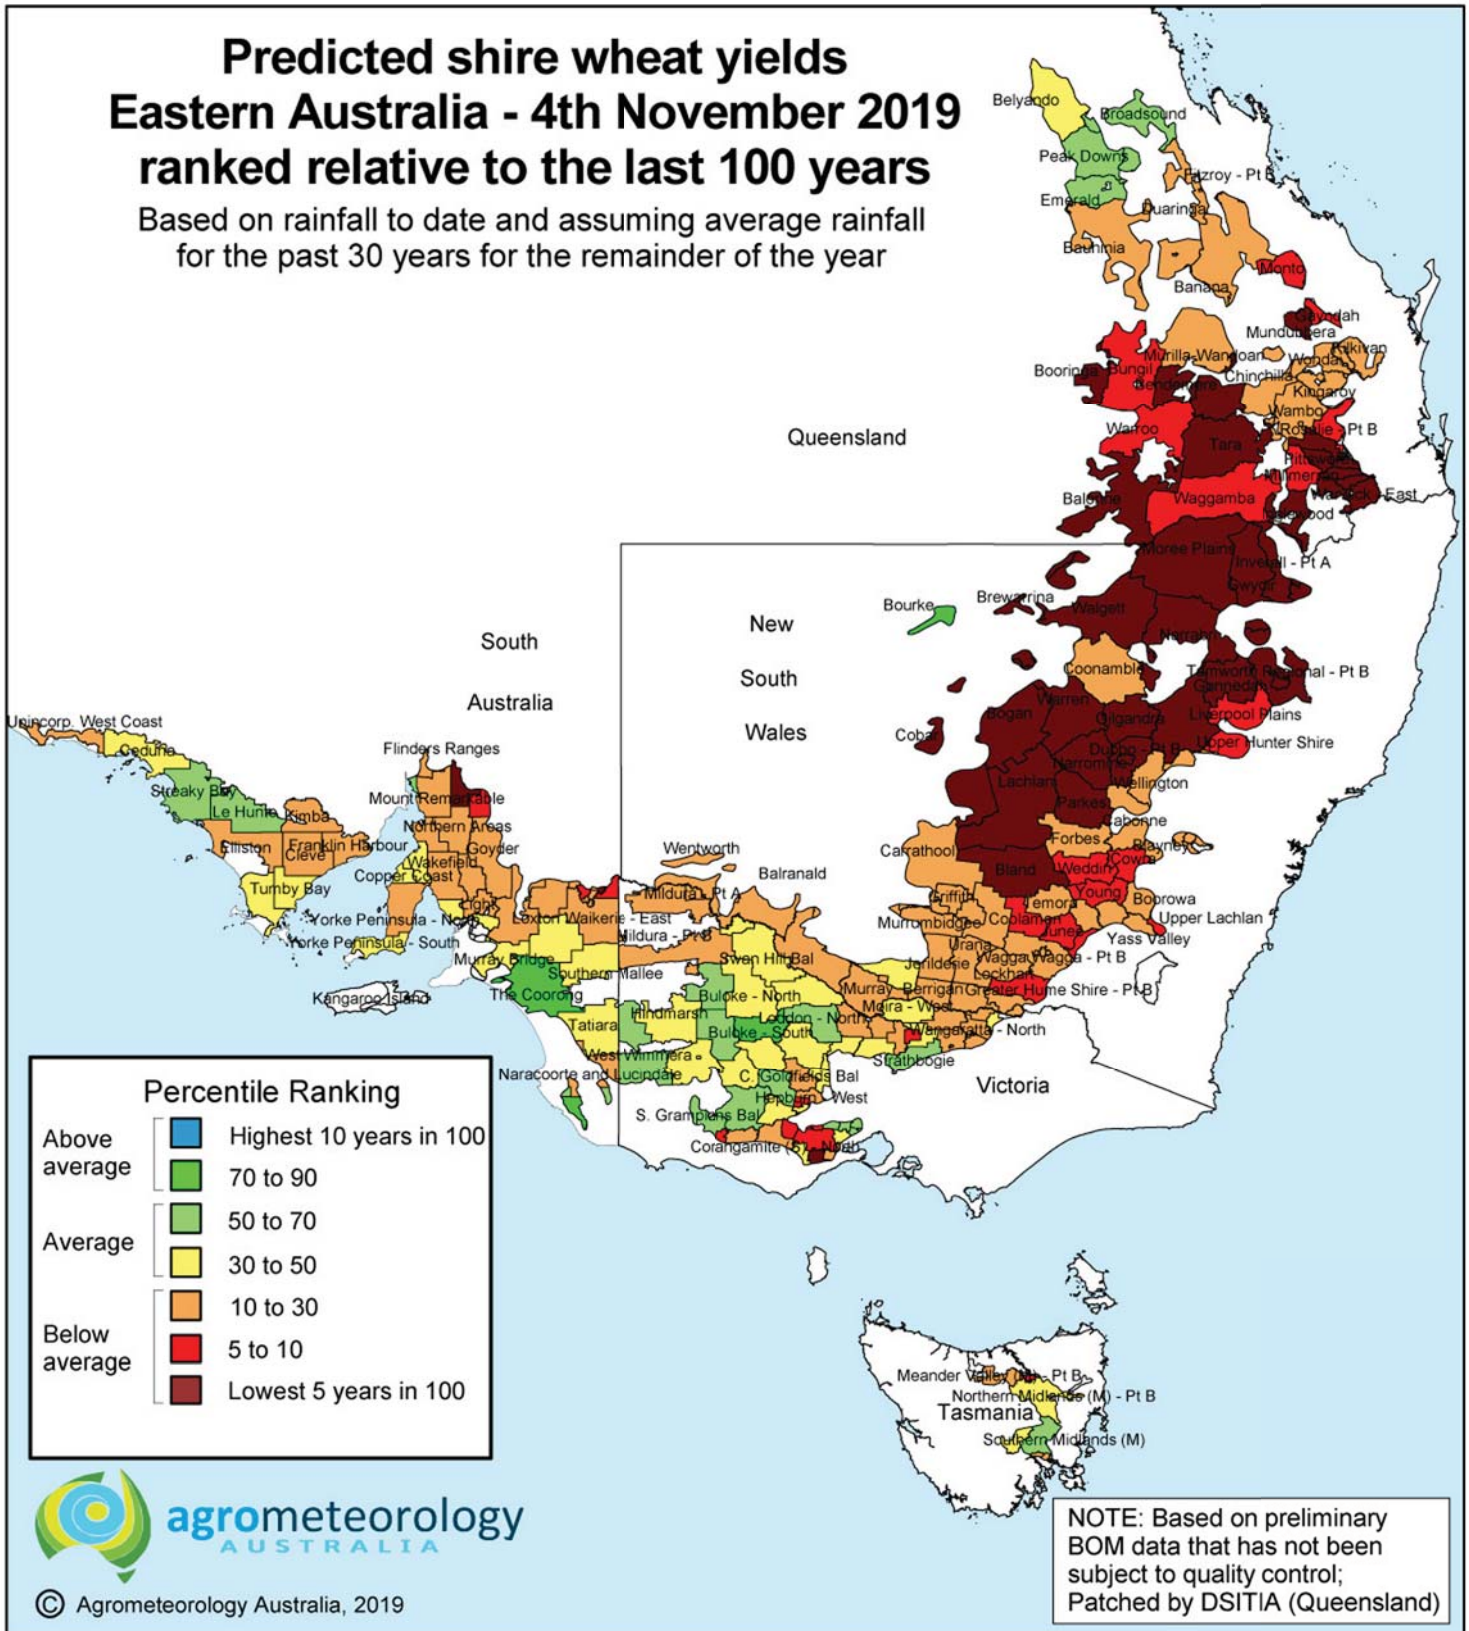 Predicted shire wheat yields
Eastern Australia - 4th November 2019
ranked relative to the last 100 years
Based on rainfall to date and assuming average rainfall
for the past 30 years for the remainder of the year
Belyando
Broadsound
Peak Downs
Fitzroy - Pt B
Emerald
Duaringa
Bauhinia
Monto
Banana
Gayndah
Mundubbera
Kilkivan
Murilla-Wandoan
Wondai
Booringa
Bungil
Chinchilla
Bendemere
Kingaroy
Wambo
Warroo
Rosalie - Pt B
Queensland
Tara
Pittsworth
Millmerran
Balonne
Waggamba
Warwick - East
Inglewood
Moree Plains
Inverell - Pt A
Gwydir
Brewarrina
Bourke
Walgett
New
South
Wales
Narrabri
South
Australia
Coonamble
Tamworth Regional - Pt B
Gunnedah
Warren
Bogan
Gilgandra
Liverpool Plains
Unincorp. West Coast
Cobar
Upper Hunter Shire
Ceduna
Flinders Ranges
Dubbo - Pt B
Narromine
Lachlan
Wellington
Streaky Bay
Mount Remarkable
Parkes
Le Hunte
Kimba
Cabonne
Northern Areas
Forbes
Elliston
Franklin Harbour
Goyder
Wentworth
Carrathool
Blayney
Cleve
Wakefield
Cowra
Copper Coast
Balranald
Bland
Weddin
Tumby Bay
Mildura - Pt A
Young
Griffith
Temora
Boorowa
Light
Yorke Peninsula - North
Loxton Waikerie - East
Murrumbidgee
Coolamon
Upper Lachlan
Junee
Yorke Peninsula - South
Mildura - Pt B
Urana
Yass Valley
Murray Bridge
Swan Hill Bal
Jerilderie
Wagga Wagga - Pt B
Southern Mallee
Lockhart
Kangaroo Island
The Coorong
Buloke - North
Murray
Berrigan
Greater Hume Shire - Pt B
Hindmarsh
Loddon - North
Moira - West
Tatiara
Buloke - South
Wangaratta - North
West Wimmera
Strathbogie
Naracoorte and Lucindale
C. Goldfields Bal
Victoria
Hepburn - West
S. Grampians Bal
Corangamite (S) - North
Percentile Ranking
Above
average
Highest 10 years in 100
70 to 90
Average
50 to 70
30 to 50
Below
average
10 to 30
5 to 10
Lowest 5 years in 100
Meander Valley (M) - Pt B
Northern Midlands (M) - Pt B
Tasmania
Southern Midlands (M)
agrometeorology
AUSTRALIA
© Agrometeorology Australia, 2019
NOTE: Based on preliminary
BOM data that has not been
subject to quality control;
Patched by DSITIA (Queensland)